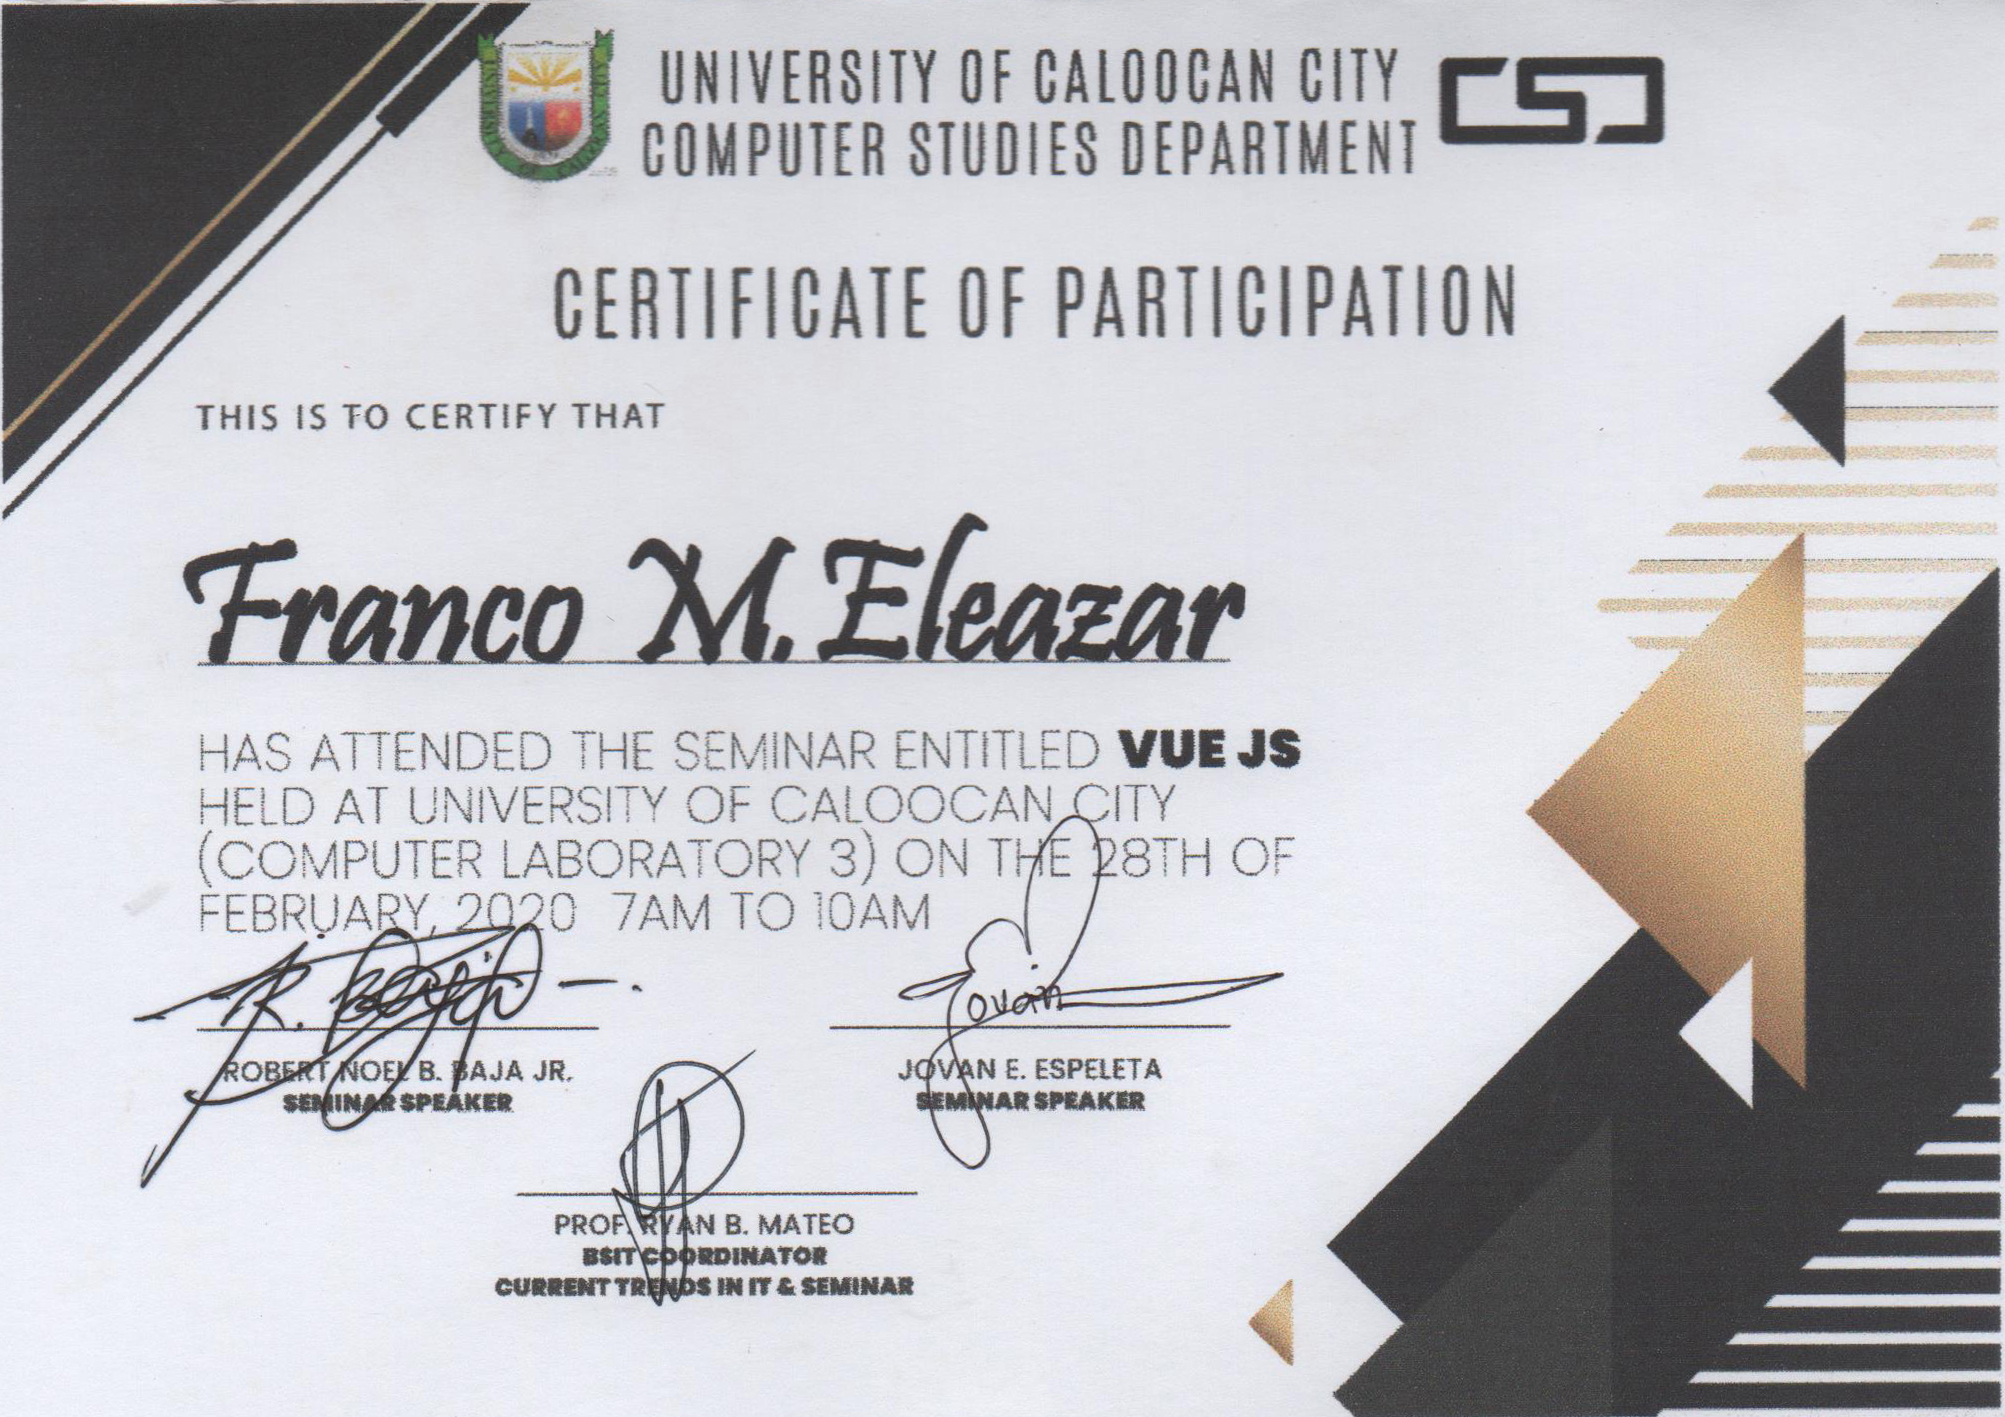 UNIVERSITY OF CALOOCAN CITY
COMPUTER STUDIES DEPARTMENT
CSD
CERTIFICATE OF PARTICIPATION
THIS IS TO CERTIFY THAT
Franco M. Eleazar
HAS ATTENDED THE SEMINAR ENTITLED VUE JS
HELD AT UNIVERSITY OF CALOOCAN CITY
(COMPUTER LABORATORY 3) ON THE 28TH OF
FEBRUARY, 2020 7AM TO 10AM
R. Baja
Jovan
ROBERT NOEL B. BAJA JR.
SEMINAR SPEAKER
JOVAN E. ESPELETA
SEMINAR SPEAKER
PROF. RYAN B. MATEO
BSIT COORDINATOR
CURRENT TRENDS IN IT & SEMINAR